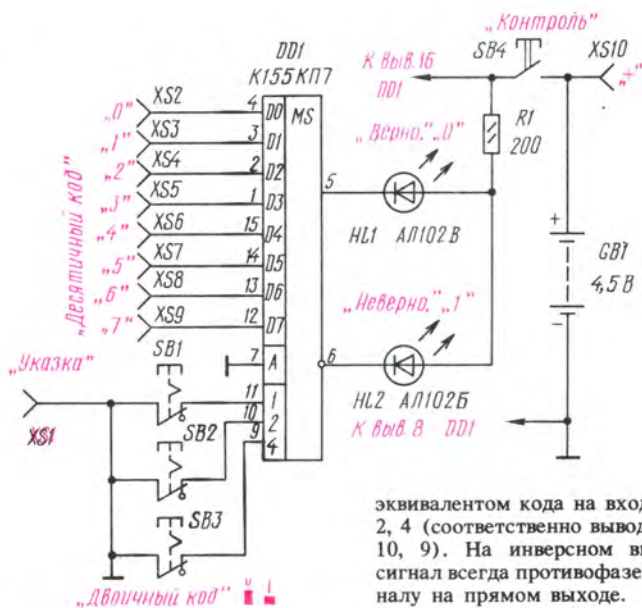 „Контроль”
DD1
К155КП7
К выв. 16
DD1
SB4
XS10
„+”
„0” XS2 4 D0 MS
„1” XS3 3 D1
„2” XS4 2 D2
„3” XS5 1 D3
„4” XS6 15 D4
„5” XS7 14 D5
„6” XS8 13 D6
„7” XS9 12 D7
„Десятичный код”
R1
200
„Верно,” „0”
5
HL1 АЛ102В
+
GB1
4,5 В
−
„Неверно,” „1”
6
HL2 АЛ102Б
К выв. 8 DD1
7 A
„Указка”
XS1
SB1
11 1
10 2
9 4
SB2
SB3
„Двоичный код”
эквивалентом кода на вход
2, 4 (соответственно вывод
10, 9). На инверсном вы
сигнал всегда противофазе
налу на прямом выходе.